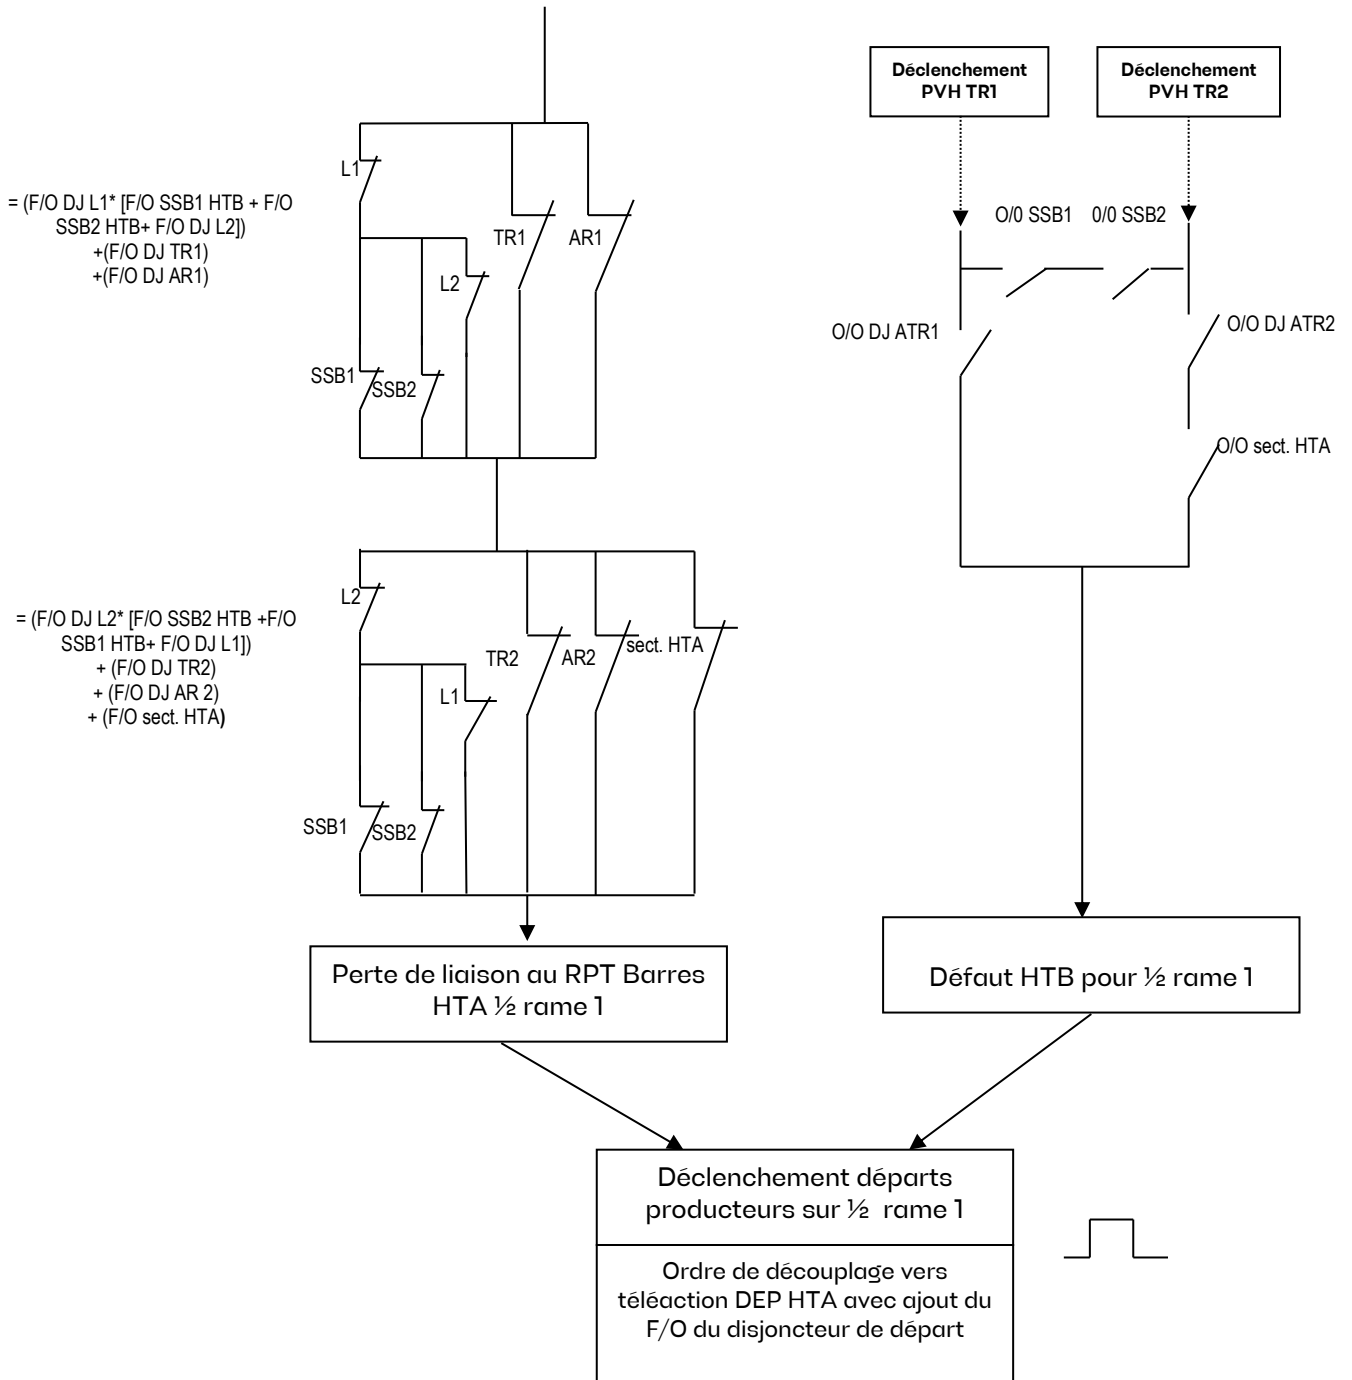 Déclenchement
PVH TR1
Déclenchement
PVH TR2
L1
= (F/O DJ L1* [F/O SSB1 HTB + F/O
SSB2 HTB+ F/O DJ L2])
+(F/O DJ TR1)
+(F/O DJ AR1)
TR1
AR1
L2
SSB1
SSB2
O/0 SSB1
0/0 SSB2
O/O DJ ATR1
O/O DJ ATR2
O/O sect. HTA
L2
= (F/O DJ L2* [F/O SSB2 HTB +F/O
SSB1 HTB+ F/O DJ L1])
+ (F/O DJ TR2)
+ (F/O DJ AR 2)
+ (F/O sect. HTA)
TR2
AR2
sect. HTA
L1
SSB1
SSB2
Perte de liaison au RPT Barres
HTA ½ rame 1
Défaut HTB pour ½ rame 1
Déclenchement départs
producteurs sur ½ rame 1
Ordre de découplage vers
téléaction DEP HTA avec ajout du
F/O du disjoncteur de départ